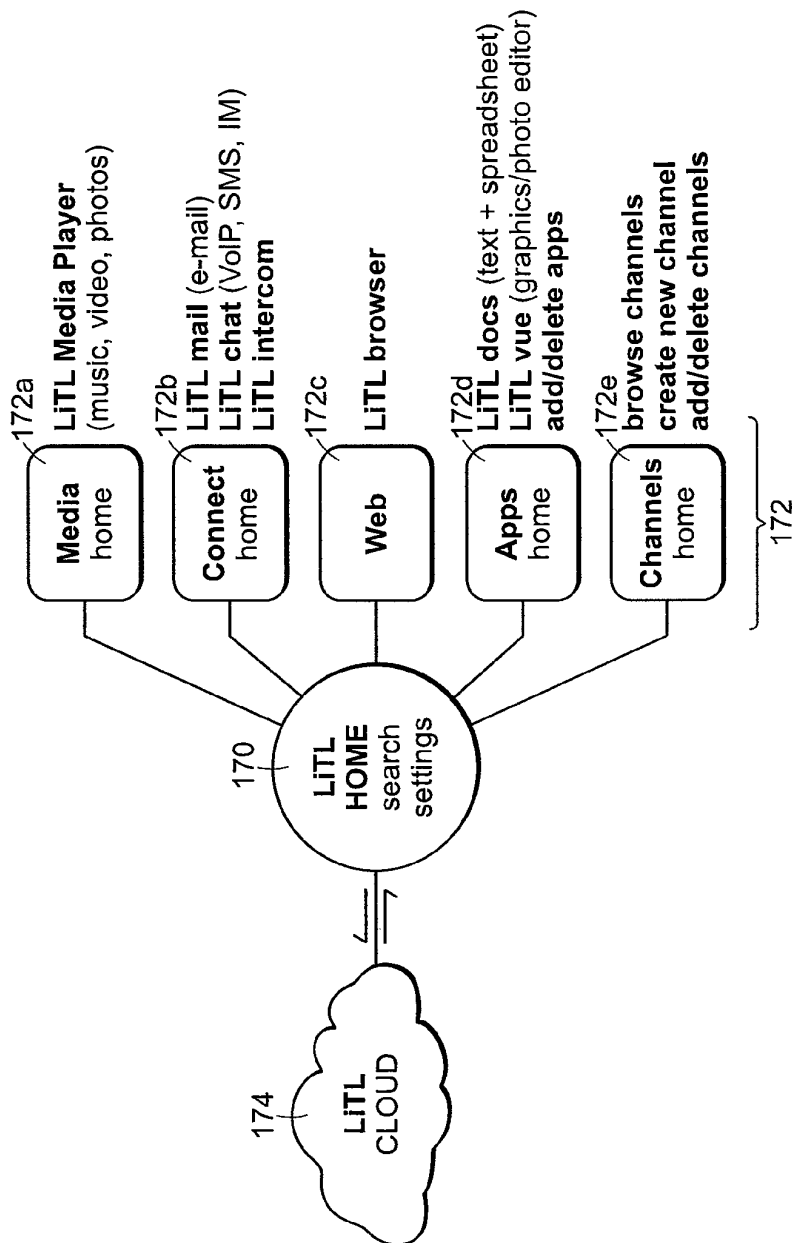 174
LiTL
CLOUD
170
LiTL
HOME
search
settings
172a
Media
home
LiTL Media Player
(music, video, photos)
172b
Connect
home
LiTL mail (e-mail)
LiTL chat (VoIP, SMS, IM)
LiTL intercom
172c
Web
LiTL browser
172d
Apps
home
LiTL docs (text + spreadsheet)
LiTL vue (graphics/photo editor)
add/delete apps
172e
Channels
home
browse channels
create new channel
add/delete channels
172